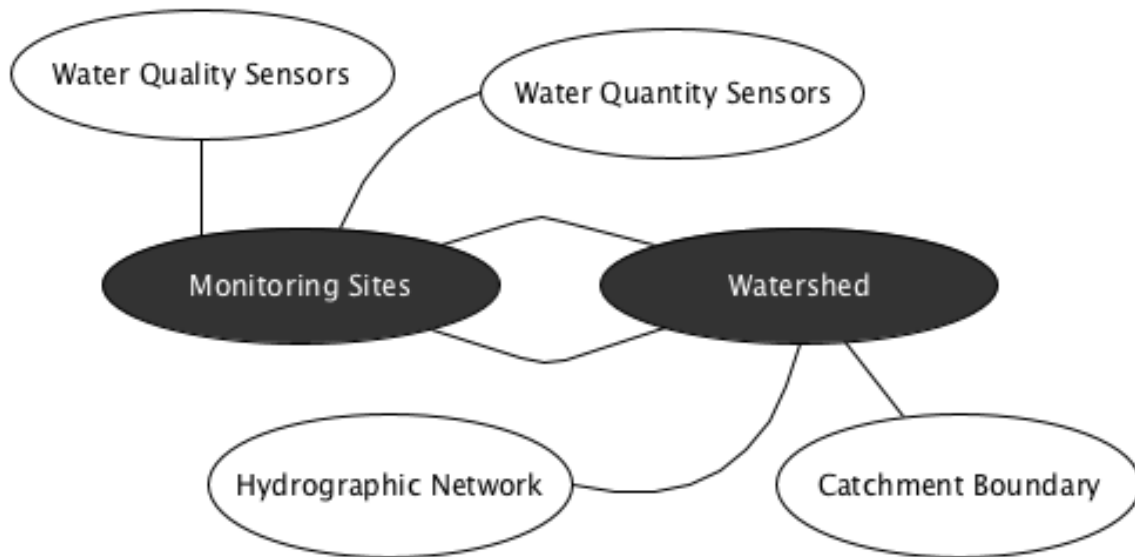 Water Quality Sensors
Water Quantity Sensors
Monitoring Sites
Watershed
Hydrographic Network
Catchment Boundary